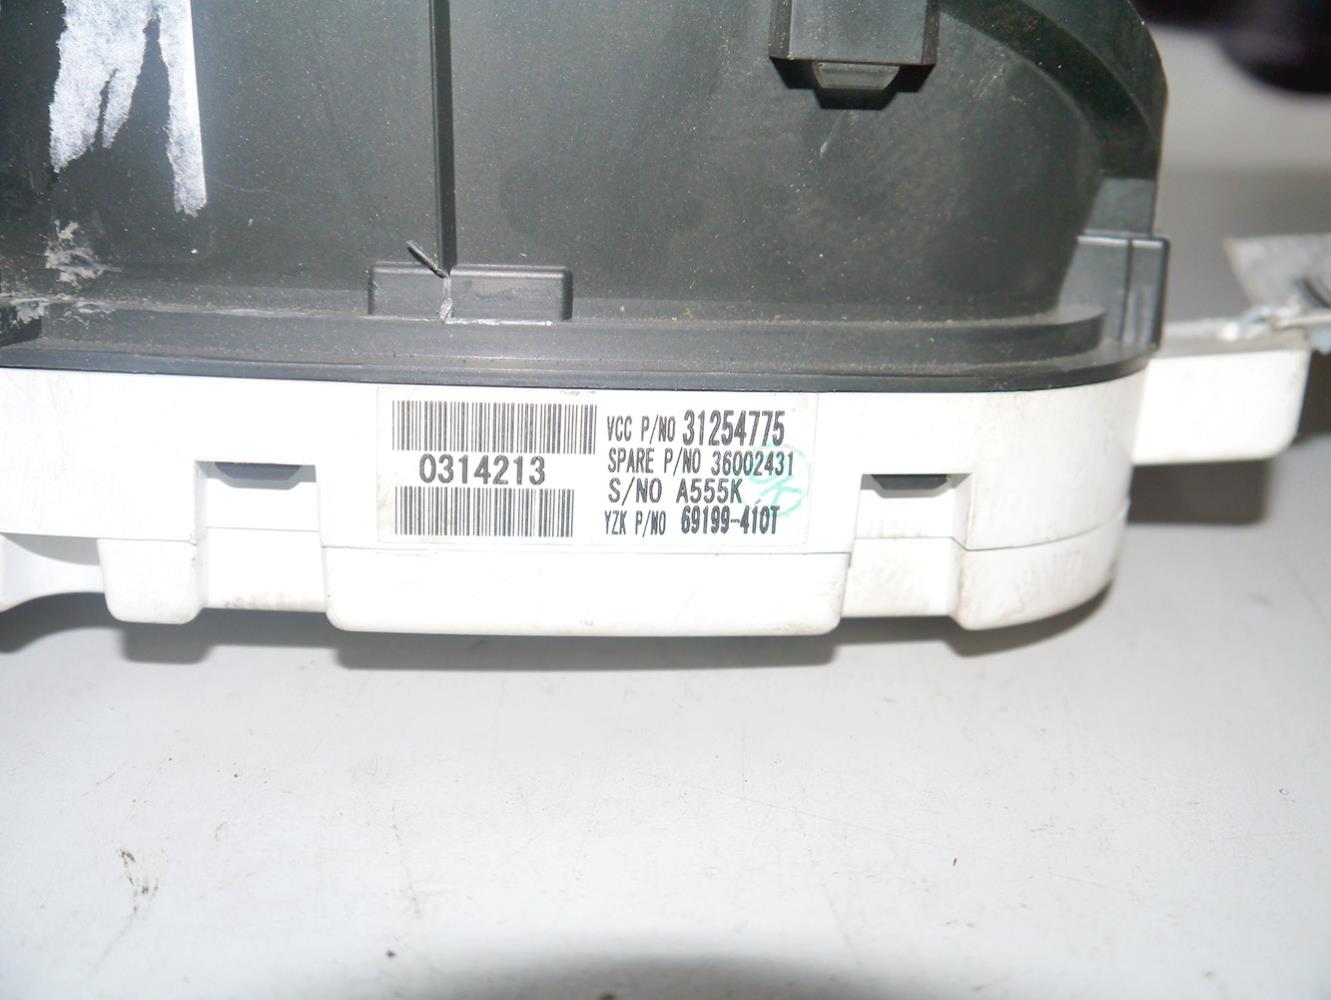 VCC P/NO 31254775
0314213
SPARE P/NO 36002431
S/NO A555K
YZK P/NO 69199-410T